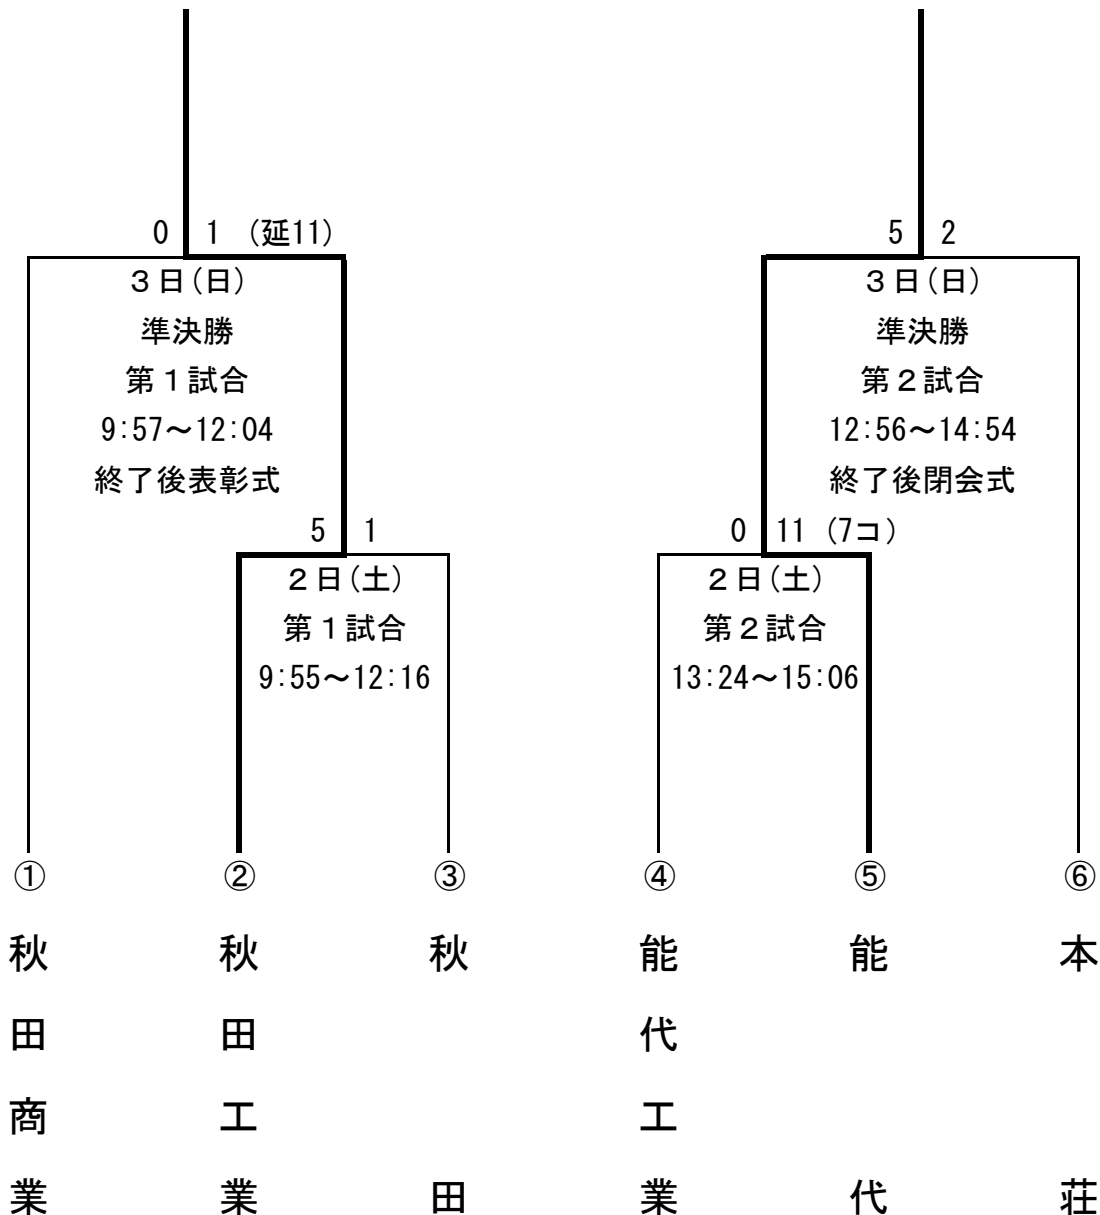 0 1 (延11)
3日(日)
準決勝
第1試合
9:57～12:04
終了後表彰式
5 2
3日(日)
準決勝
第2試合
12:56～14:54
終了後閉会式
5 1
2日(土)
第1試合
9:55～12:16
0 11 (7コ)
2日(土)
第2試合
13:24～15:06
①
秋田商業
②
秋田工業
③
秋田
④
能代工業
⑤
能代
⑥
本荘